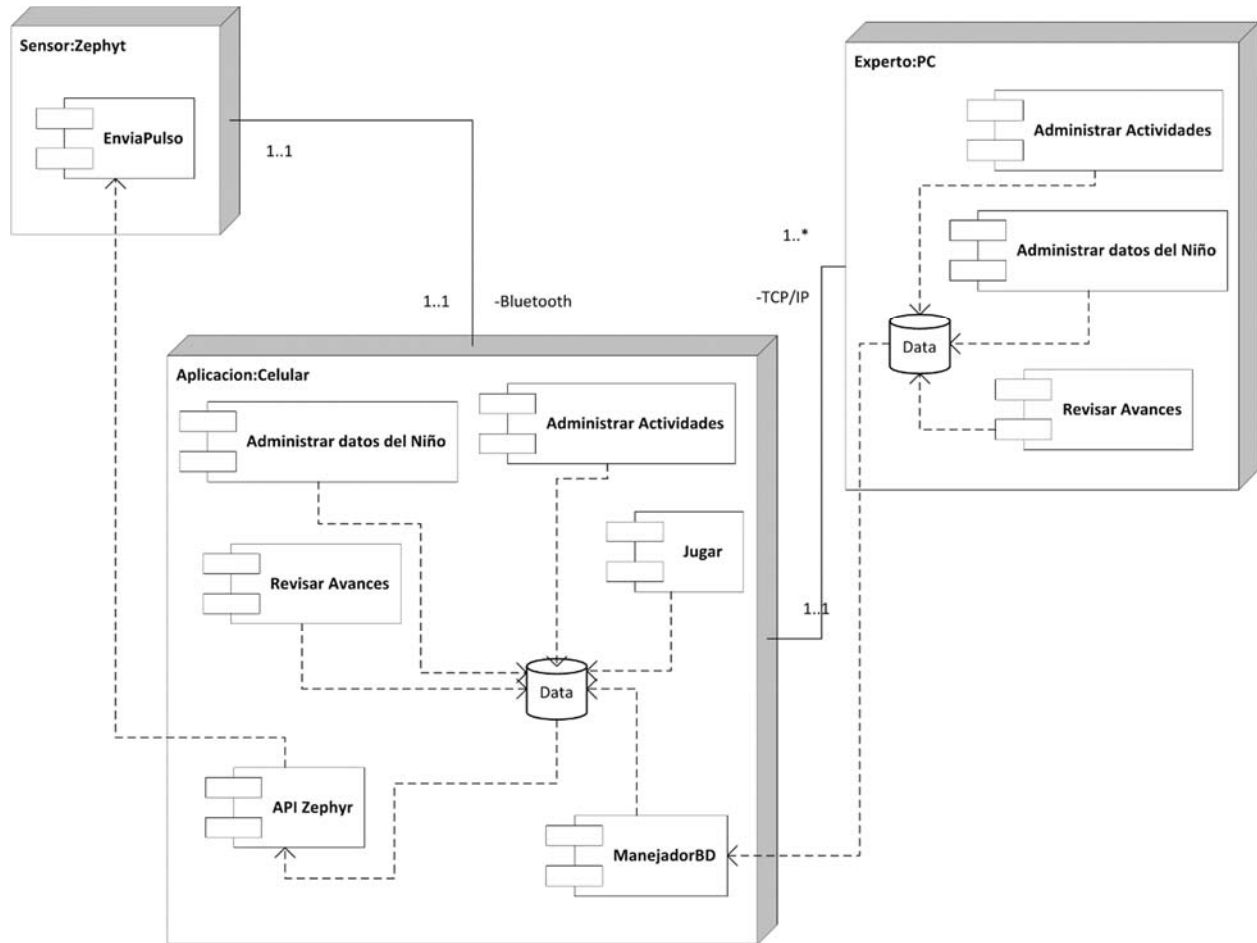 Sensor:Zephyt
EnviaPulso
1..1
1..1
-Bluetooth
Experto:PC
Administrar Actividades
Administrar datos del Niño
Data
Revisar Avances
1..*
-TCP/IP
1..1
Aplicacion:Celular
Administrar datos del Niño
Administrar Actividades
Jugar
Revisar Avances
Data
API Zephyr
ManejadorBD